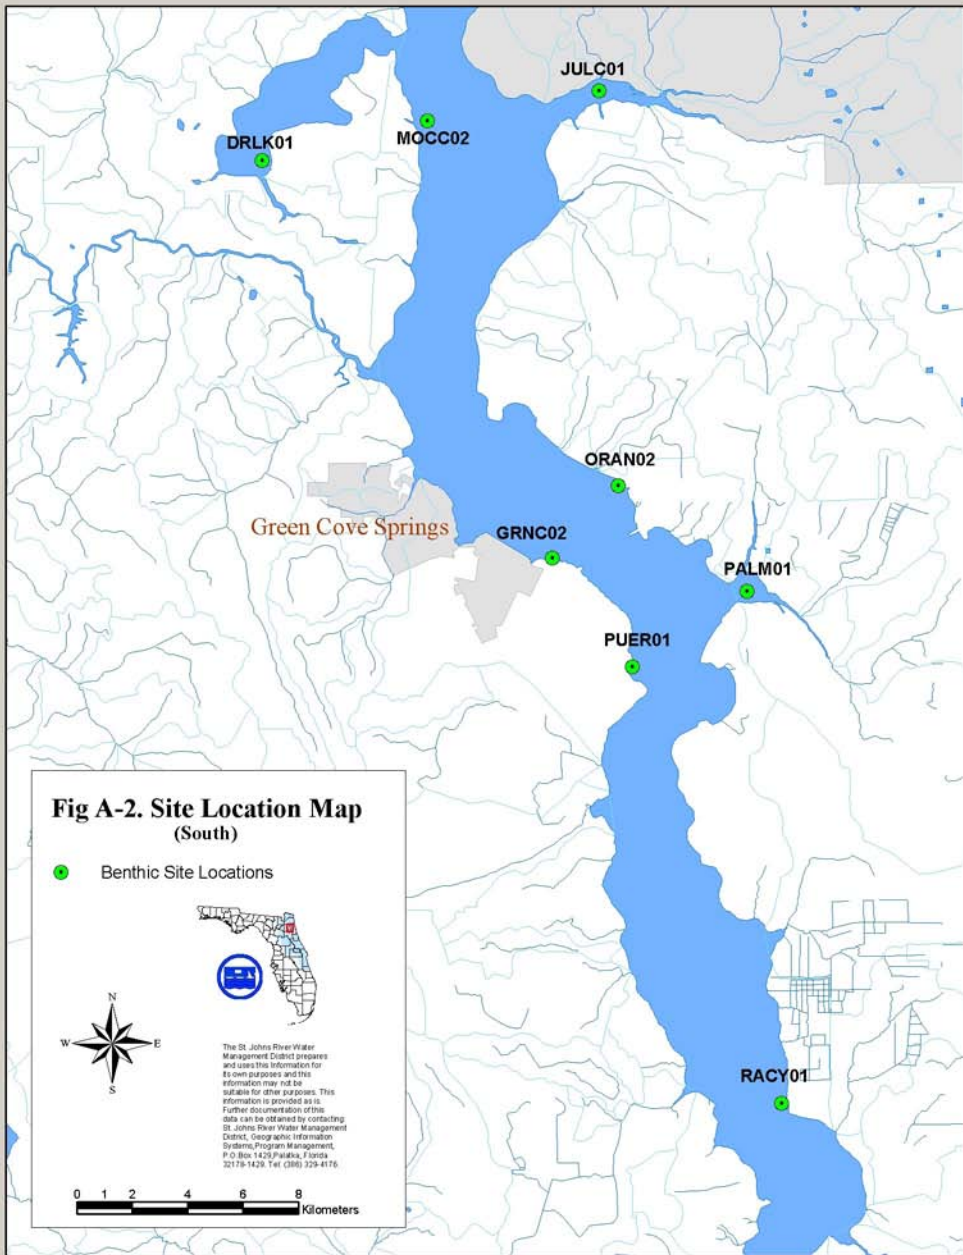 JULC01
MOCC02
DRLK01
ORAN02
Green Cove Springs
GRNC02
PALM01
PUER01
Fig A-2. Site Location Map
(South)
Benthic Site Locations
N
W
E
S
The St. Johns River Water
Management District prepares
and uses this information for
its own purposes and this
information may not be
suitable for other purposes. This
information is provided as is.
Further documentation of this
data can be obtained by contacting:
St. Johns River Water Management
District, Geographic Information
Systems, Program Management,
P.O.Box 1429,Palatka, Florida
32178-1429. Tel: (386) 329-4176.
RACY01
0 1 2 4 6 8
Kilometers